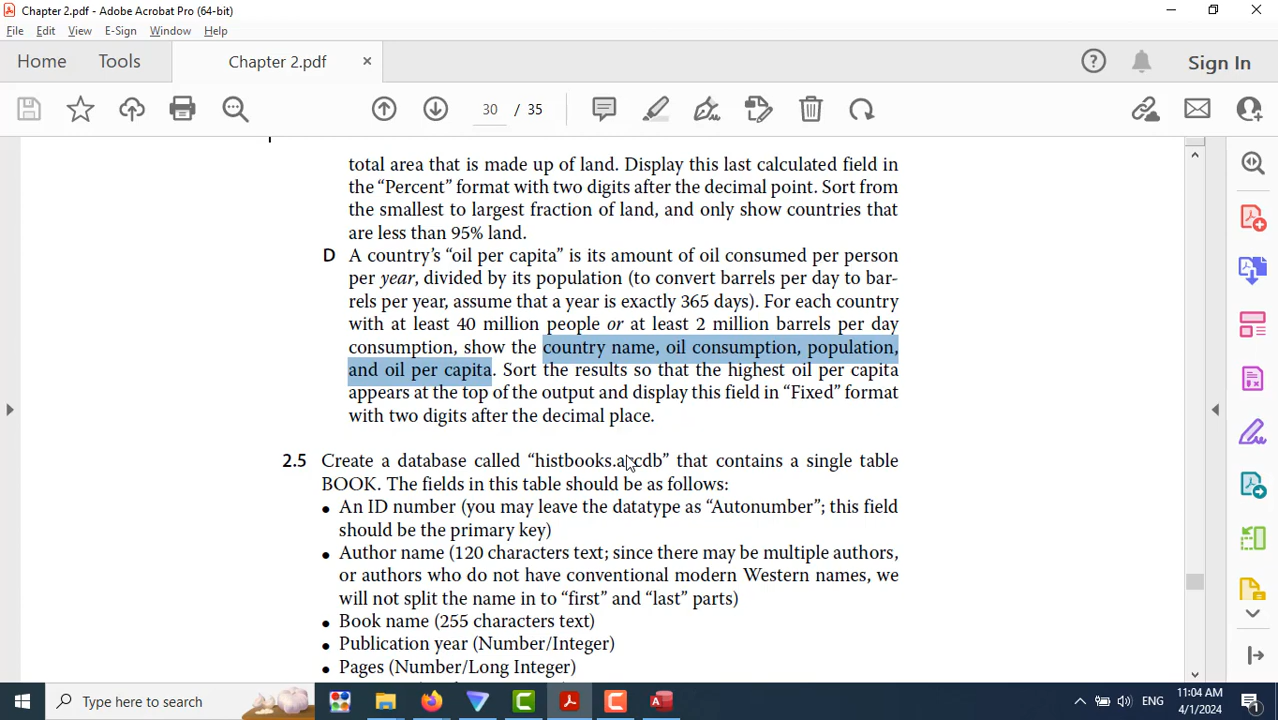 Chapter 2.pdf - Adobe Acrobat Pro (64-bit)
File Edit View E-Sign Window Help
Home Tools Chapter 2.pdf × Sign In
30 / 35
total area that is made up of land. Display this last calculated field in
the “Percent” format with two digits after the decimal point. Sort from
the smallest to largest fraction of land, and only show countries that
are less than 95% land.
D A country’s “oil per capita” is its amount of oil consumed per person
per year, divided by its population (to convert barrels per day to bar-
rels per year, assume that a year is exactly 365 days). For each country
with at least 40 million people or at least 2 million barrels per day
consumption, show the country name, oil consumption, population,
and oil per capita. Sort the results so that the highest oil per capita
appears at the top of the output and display this field in “Fixed” format
with two digits after the decimal place.
2.5 Create a database called “histbooks.accdb” that contains a single table
BOOK. The fields in this table should be as follows:
• An ID number (you may leave the datatype as “Autonumber”; this field
should be the primary key)
• Author name (120 characters text; since there may be multiple authors,
or authors who do not have conventional modern Western names, we
will not split the name in to “first” and “last” parts)
• Book name (255 characters text)
• Publication year (Number/Integer)
• Pages (Number/Long Integer)
Type here to search
ENG
11:04 AM
4/1/2024